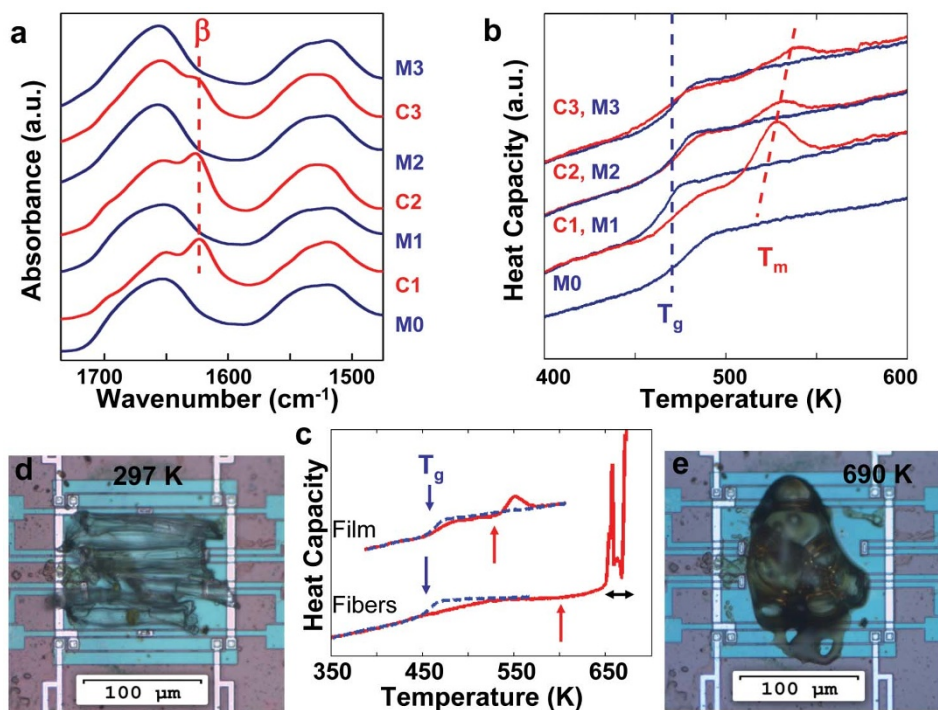 a
β
M3
C3
M2
C2
M1
C1
M0
Absorbance (a.u.)
1700
1600
1500
Wavenumber (cm⁻¹)
b
C3, M3
C2, M2
C1, M1
M0
Tg
Tm
Heat Capacity (a.u.)
400
500
600
Temperature (K)
c
Tg
Film
Fibers
Heat Capacity
350
450
550
650
Temperature (K)
d
297 K
100 µm
e
690 K
100 µm